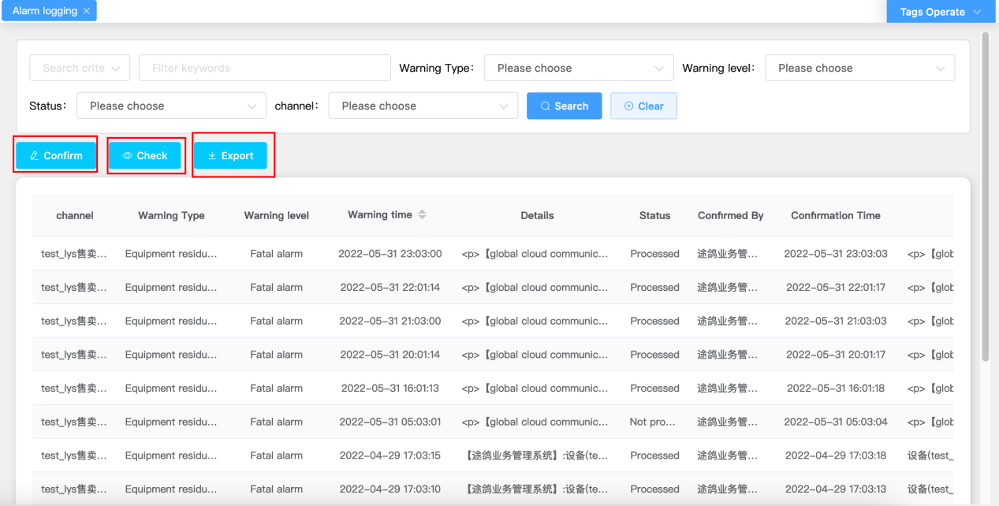 Alarm logging ×
Tags Operate
Search crite
Filter keywords
Warning Type:
Please choose
Warning level:
Please choose
Status:
Please choose
channel:
Please choose
Search
Clear
Confirm
Check
Export
channel Warning Type Warning level Warning time Details Status Confirmed By Confirmation Time
test_lys售卖... Equipment residu... Fatal alarm 2022-05-31 23:03:00 <p>【global cloud communic... Processed 途鸽业务管... 2022-05-31 23:03:03 <p>【glob
test_lys售卖... Equipment residu... Fatal alarm 2022-05-31 22:01:14 <p>【global cloud communic... Processed 途鸽业务管... 2022-05-31 22:01:17 <p>【glob
test_lys售卖... Equipment residu... Fatal alarm 2022-05-31 21:03:00 <p>【global cloud communic... Processed 途鸽业务管... 2022-05-31 21:03:03 <p>【glob
test_lys售卖... Equipment residu... Fatal alarm 2022-05-31 20:01:14 <p>【global cloud communic... Processed 途鸽业务管... 2022-05-31 20:01:17 <p>【glob
test_lys售卖... Equipment residu... Fatal alarm 2022-05-31 16:01:13 <p>【global cloud communic... Processed 途鸽业务管... 2022-05-31 16:01:18 <p>【glob
test_lys售卖... Equipment residu... Fatal alarm 2022-05-31 05:03:01 <p>【global cloud communic... Not pro... 途鸽业务管... 2022-05-31 05:03:04 <p>【glob
test_lys售卖... Equipment residu... Fatal alarm 2022-04-29 17:03:15 【途鸽业务管理系统】:设备(te... Processed 途鸽业务管... 2022-04-29 17:03:18 设备(test_
test_lys售卖... Equipment residu... Fatal alarm 2022-04-29 17:03:10 【途鸽业务管理系统】:设备(te... Processed 途鸽业务管... 2022-04-29 17:03:13 设备(test_